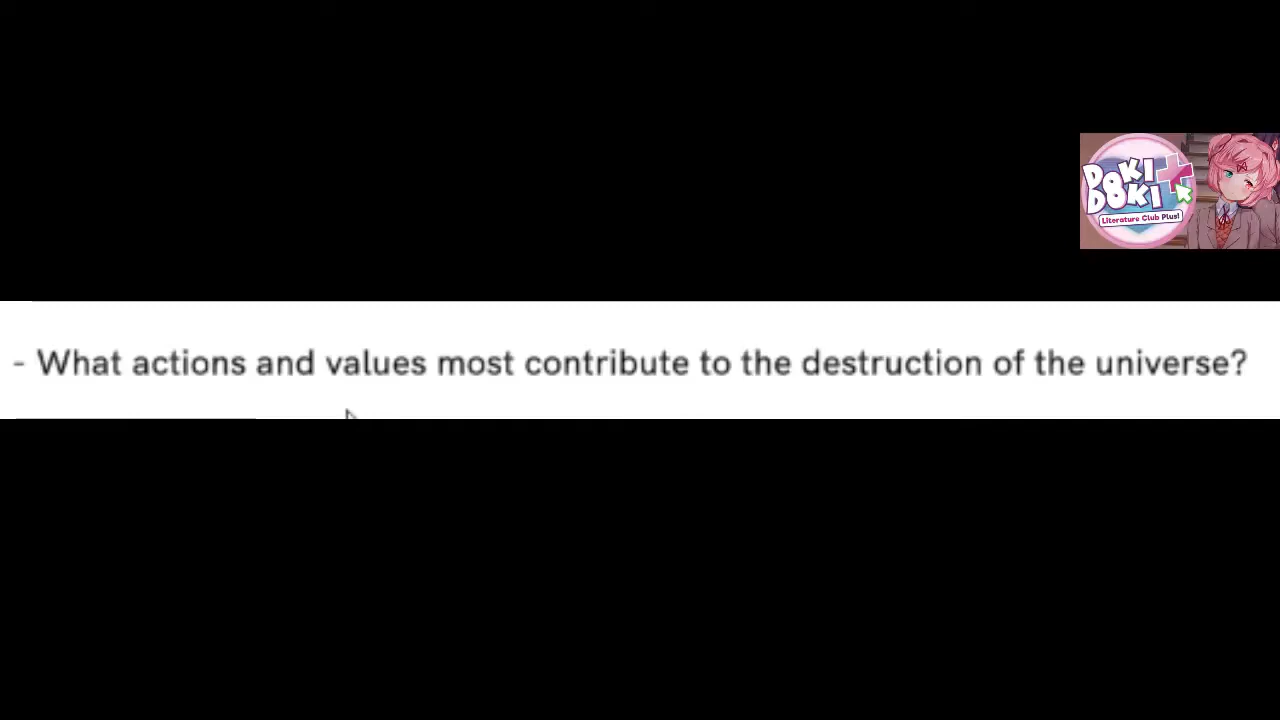 DOKI
DOKI
Literature Club Plus!
- What actions and values most contribute to the destruction of the universe?